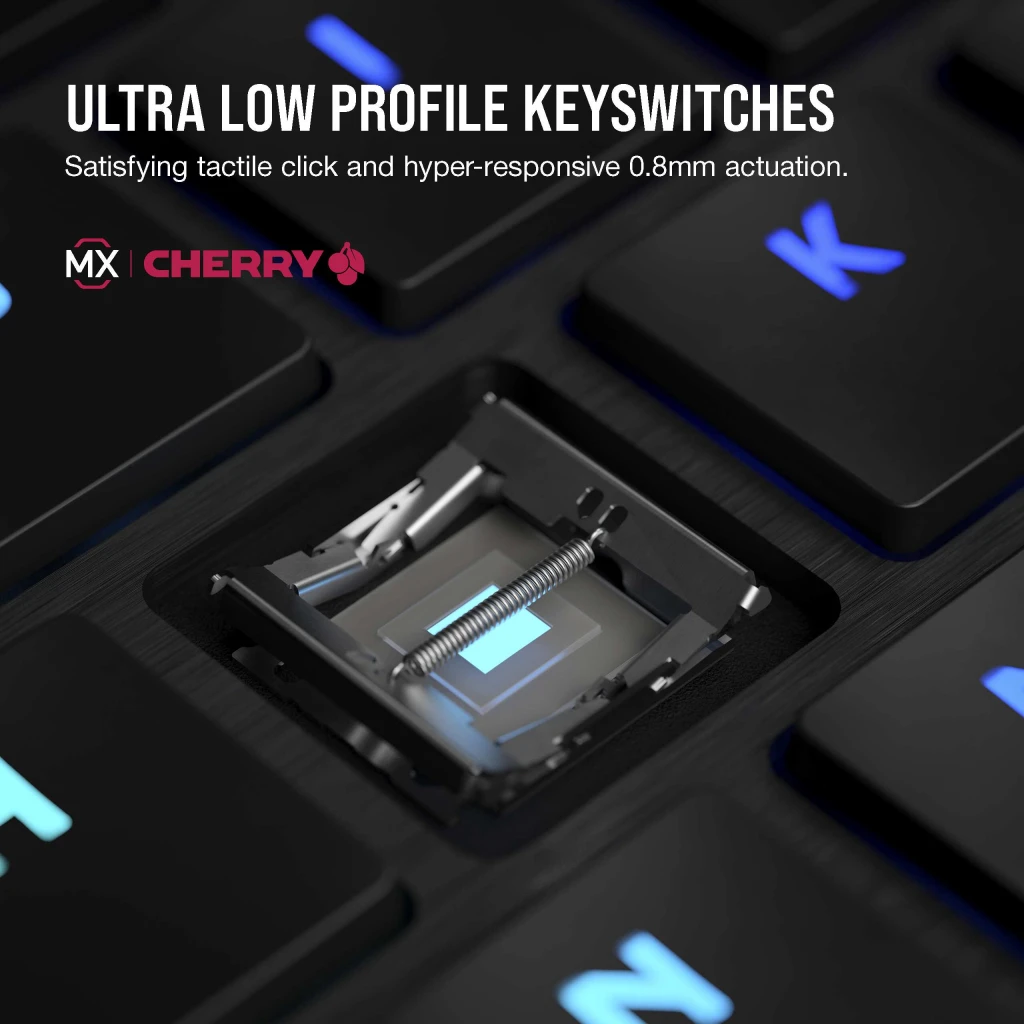 I
ULTRA LOW PROFILE KEYSWITCHES
Satisfying tactile click and hyper-responsive 0.8mm actuation.
K
MX | CHERRY
H
N